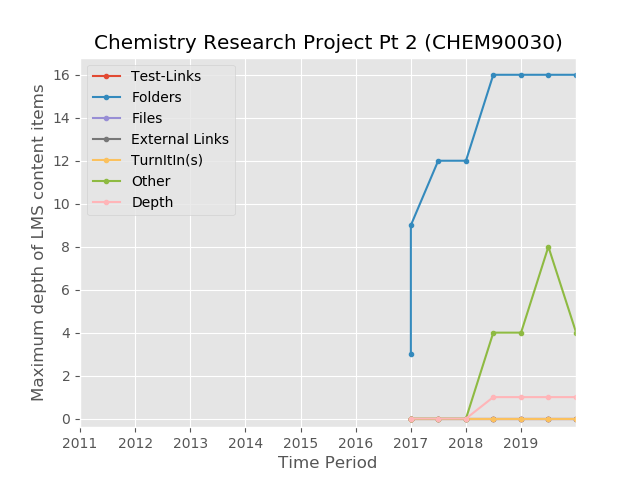 Chemistry Research Project Pt 2 (CHEM90030)
Maximum depth of LMS content items
16
14
12
10
8
6
4
2
0
Test-Links
Folders
Files
External Links
TurnItIn(s)
Other
Depth
2011 2012 2013 2014 2015 2016 2017 2018 2019
Time Period